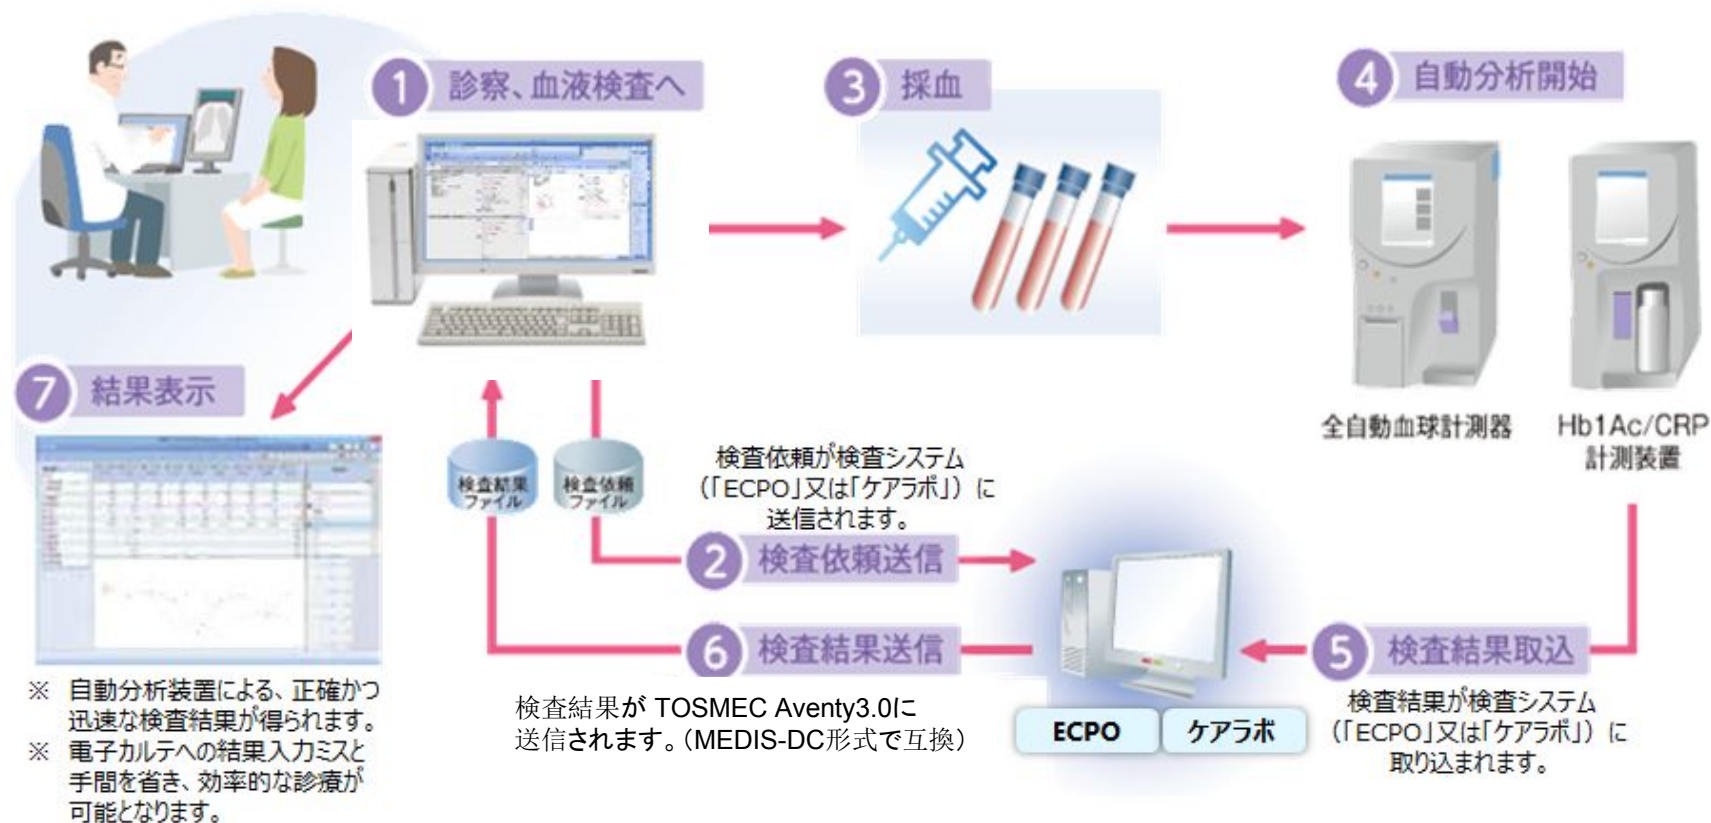 1 診察、血液検査へ
3 採血
4 自動分析開始
全自動血球計測器
Hb1Ac/CRP
計測装置
7 結果表示
検査結果
ファイル
検査依頼
ファイル
検査依頼が検査システム
(「ECPO」又は「ケアラボ」)に
送信されます。
2 検査依頼送信
6 検査結果送信
5 検査結果取込
検査結果が TOSMEC Aventy3.0に
送信されます。(MEDIS-DC形式で互換)
ECPO
ケアラボ
検査結果が検査システム
(「ECPO」又は「ケアラボ」)に
取り込まれます。
※ 自動分析装置による、正確かつ
迅速な検査結果が得られます。
※ 電子カルテへの結果入力ミスと
手間を省き、効率的な診療が
可能となります。